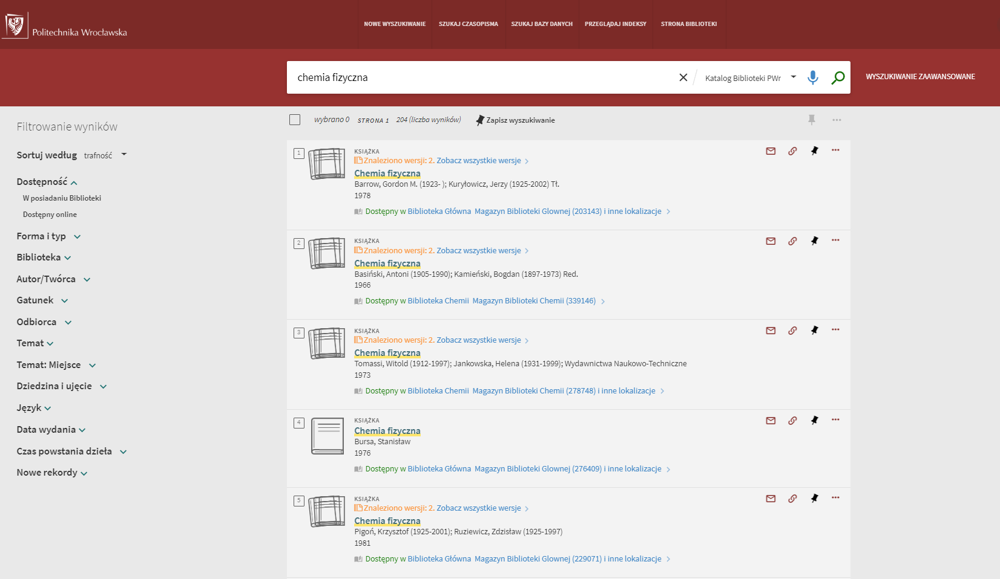 Politechnika Wrocławska
NOWE WYSZUKIWANIE SZUKAJ CZASOPISMA SZUKAJ BAZY DANYCH PRZEGLĄDAJ INDEKSY STRONA BIBLIOTEKI
chemia fizyczna Katalog Biblioteki PWr WYSZUKIWANIE ZAAWANSOWANE
Filtrowanie wyników
Sortuj według trafność
Dostępność
W posiadaniu Biblioteki
Dostępny online
Forma i typ
Biblioteka
Autor/Twórca
Gatunek
Odbiorca
Temat
Temat: Miejsce
Dziedzina i ujęcie
Język
Data wydania
Czas powstania dzieła
Nowe rekordy
wybrano 0 STRONA 1 204 (liczba wyników) Zapisz wyszukiwanie
1 KSIĄŻKA
Znaleziono wersji: 2. Zobacz wszystkie wersje
Chemia fizyczna
Barrow, Gordon M. (1923- ); Kuryłowicz, Jerzy (1925-2002) Tł.
1978
Dostępny w Biblioteka Główna Magazyn Biblioteki Glownej (203143) i inne lokalizacje
2 KSIĄŻKA
Znaleziono wersji: 2. Zobacz wszystkie wersje
Chemia fizyczna
Basiński, Antoni (1905-1990); Kamieński, Bogdan (1897-1973) Red.
1966
Dostępny w Biblioteka Chemii Magazyn Biblioteki Chemii (339146)
3 KSIĄŻKA
Znaleziono wersji: 2. Zobacz wszystkie wersje
Chemia fizyczna
Tomassi, Witold (1912-1997); Jankowska, Helena (1931-1999); Wydawnictwa Naukowo-Techniczne
1973
Dostępny w Biblioteka Chemii Magazyn Biblioteki Chemii (278748) i inne lokalizacje
4 KSIĄŻKA
Chemia fizyczna
Bursa, Stanisław
1976
Dostępny w Biblioteka Główna Magazyn Biblioteki Glownej (276409) i inne lokalizacje
5 KSIĄŻKA
Znaleziono wersji: 2. Zobacz wszystkie wersje
Chemia fizyczna
Pigoń, Krzysztof (1925-2001); Ruziewicz, Zdzisław (1925-1997)
1981
Dostępny w Biblioteka Główna Magazyn Biblioteki Glownej (229071) i inne lokalizacje